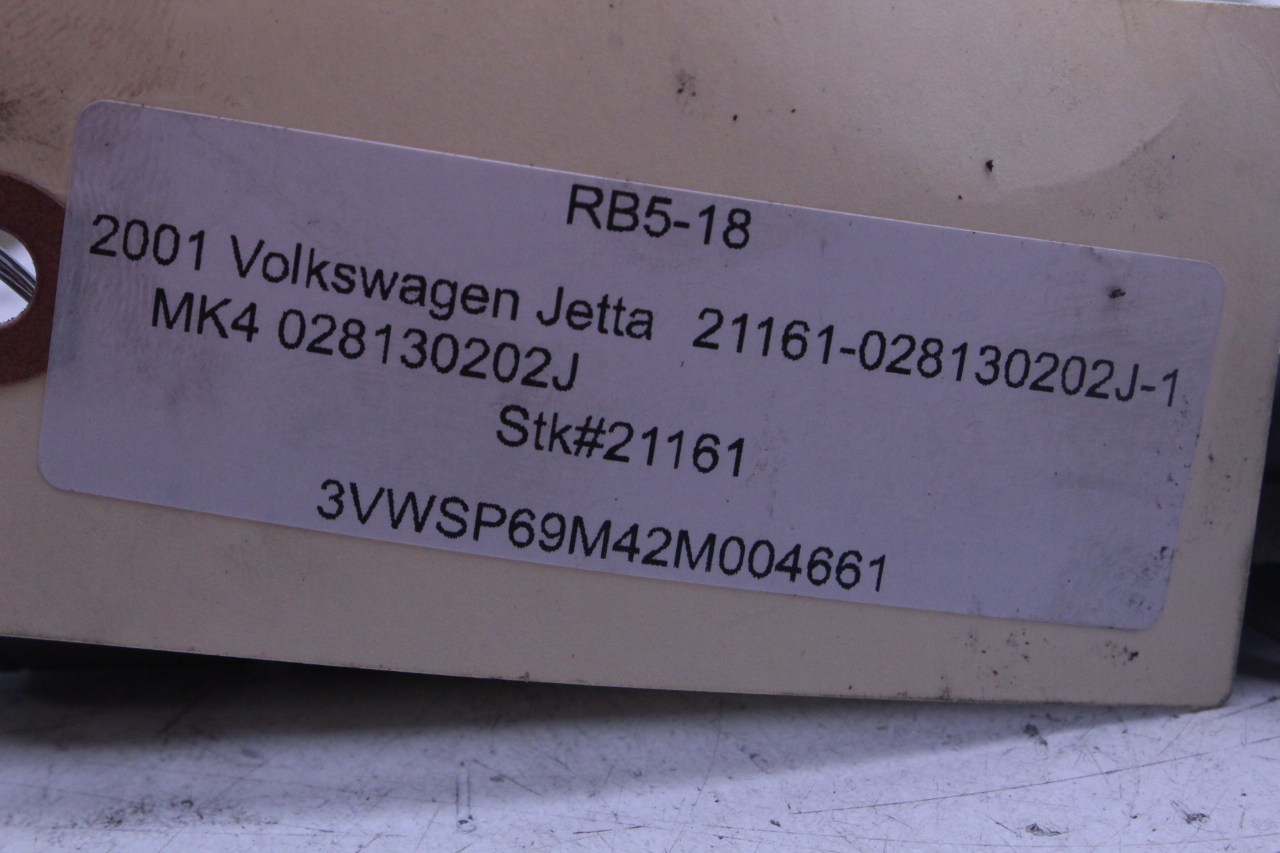 RB5-18
2001 Volkswagen Jetta 21161-028130202J-1
MK4 028130202J
Stk#21161
3VWSP69M42M004661